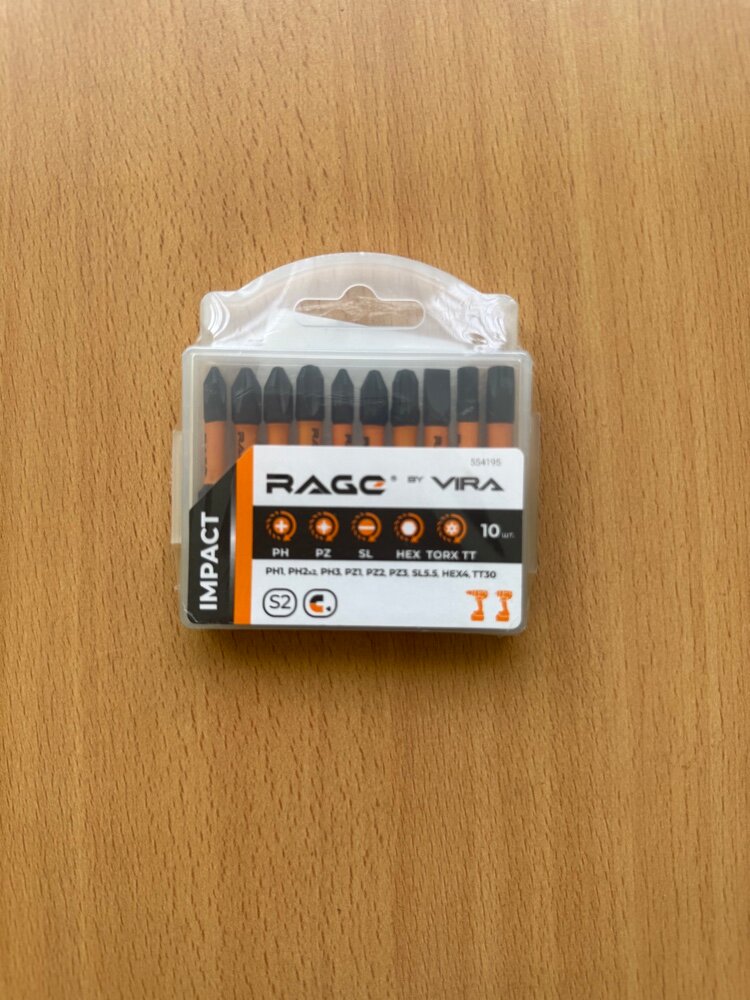 554195
RAGE® BY VIRA
IMPACT
10 шт.
PH PZ SL HEX TORX TT
PH1, PH2x2, PH3, PZ1, PZ2, PZ3, SL5.5, HEX4, TT30
S2